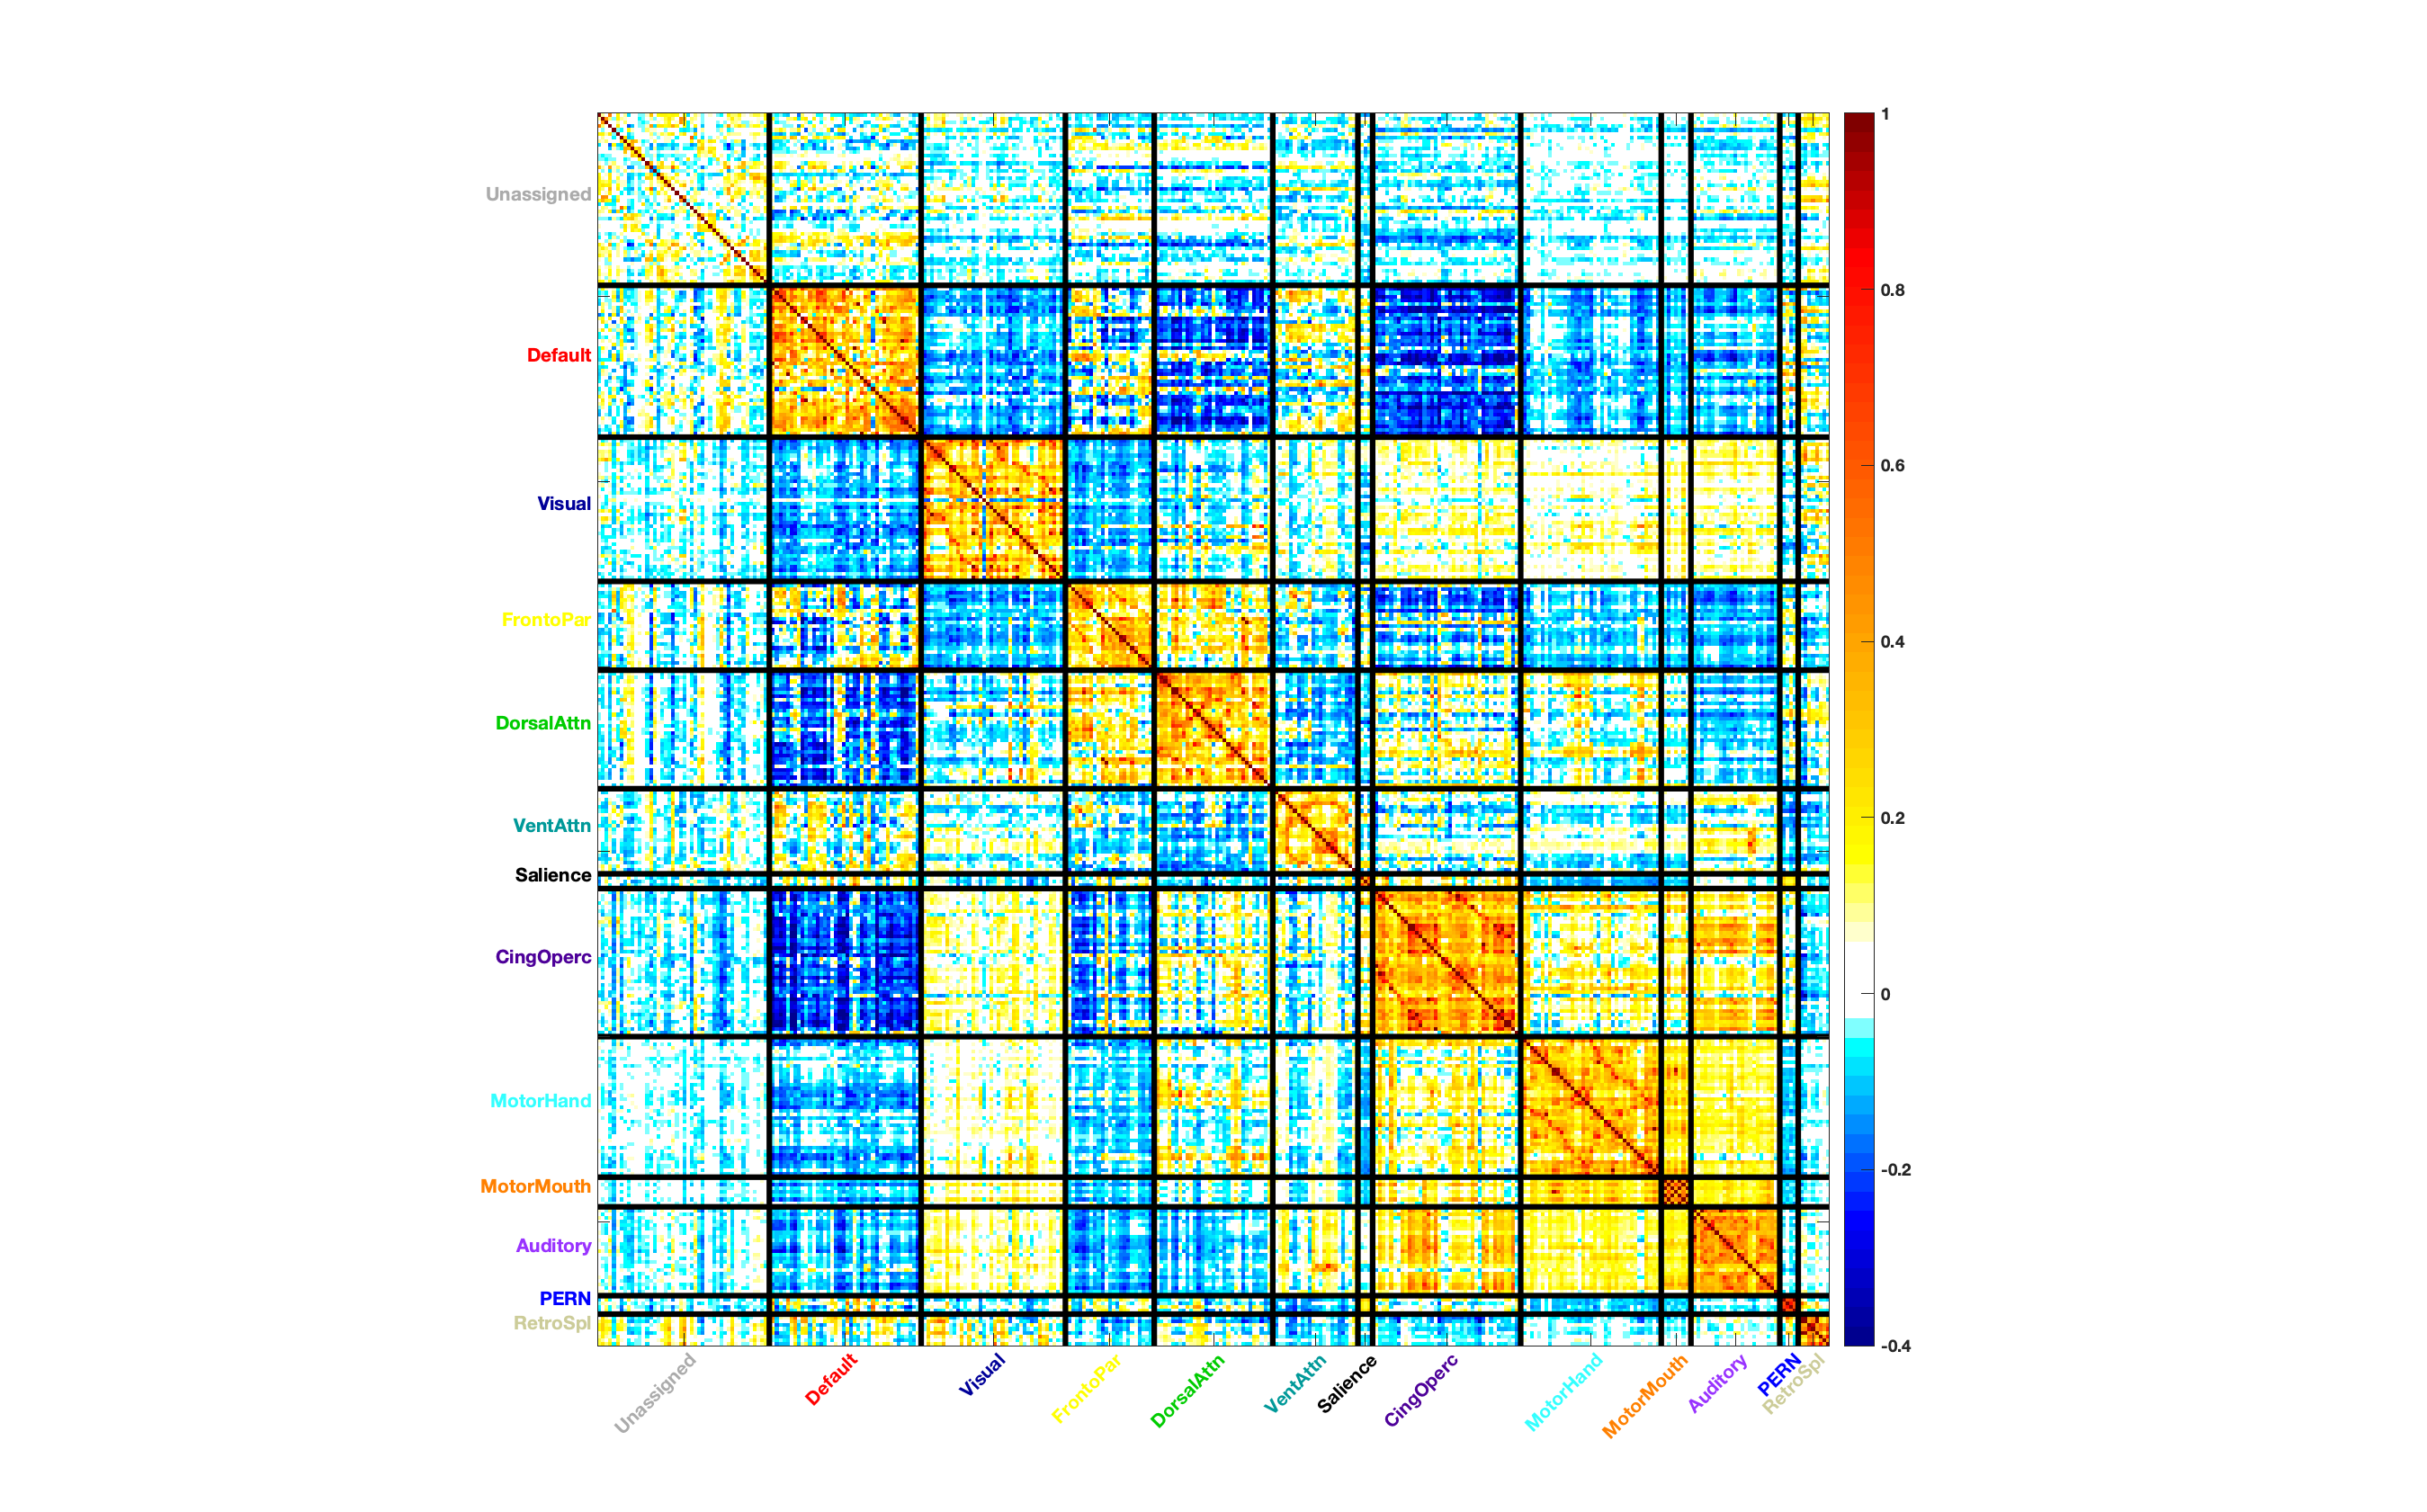 Unassigned
Default
Visual
FrontoPar
DorsalAttn
VentAttn
Salience
CingOperc
MotorHand
MotorMouth
Auditory
PERN
RetroSpl
Unassigned
Default
Visual
FrontoPar
DorsalAttn
VentAttn
Salience
CingOperc
MotorHand
MotorMouth
Auditory
PERN
RetroSpl
1
0.8
0.6
0.4
0.2
0
-0.2
-0.4